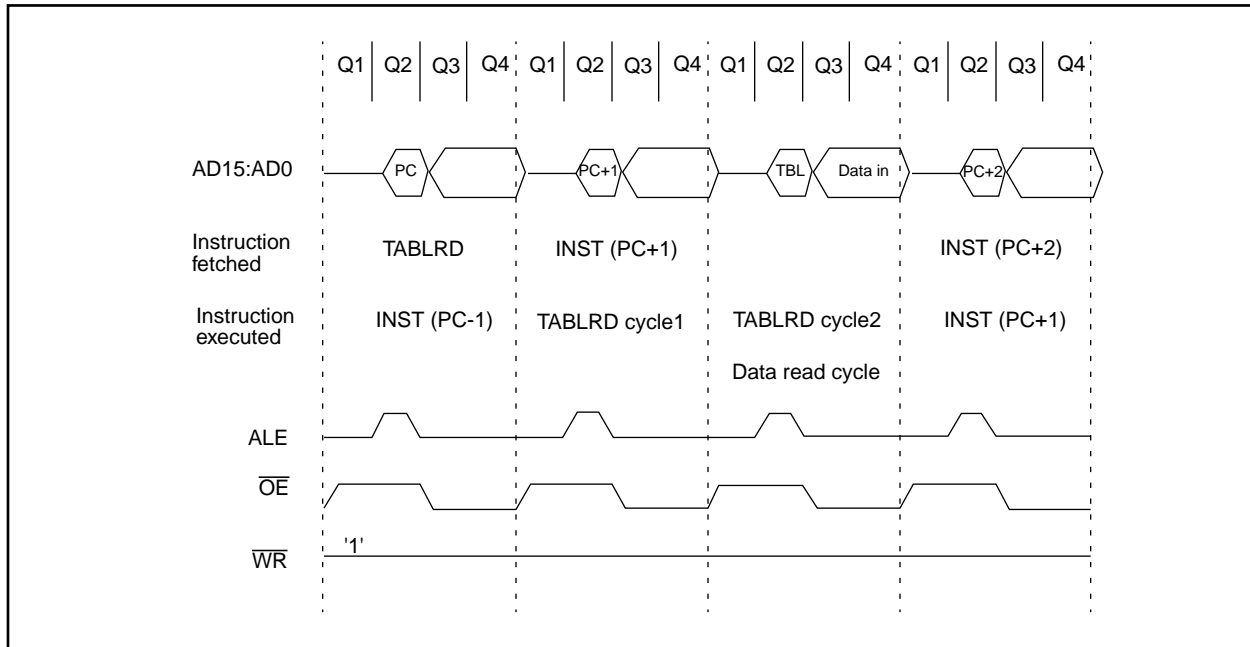 Q1 Q2 Q3 Q4 Q1 Q2 Q3 Q4 Q1 Q2 Q3 Q4 Q1 Q2 Q3 Q4
AD15:AD0 PC PC+1 TBL Data in PC+2
Instruction
fetched
TABLRD INST (PC+1) INST (PC+2)
Instruction
executed
INST (PC-1) TABLRD cycle1 TABLRD cycle2 INST (PC+1)
Data read cycle
ALE
OE
'1'
WR